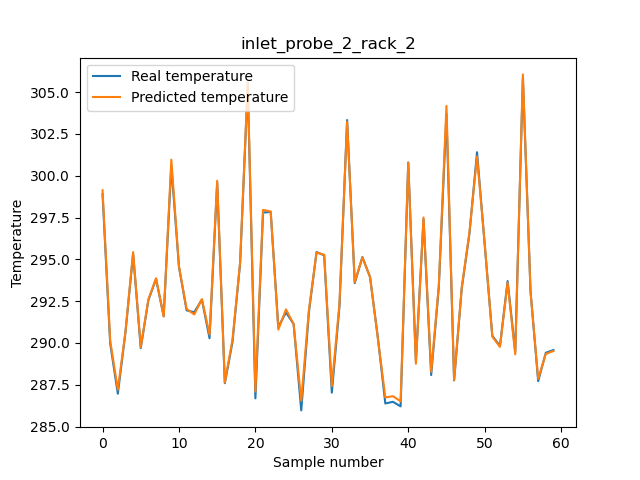 inlet_probe_2_rack_2
Real temperature
Predicted temperature
305.0
302.5
300.0
297.5
295.0
292.5
290.0
287.5
285.0
Temperature
0 10 20 30 40 50 60
Sample number